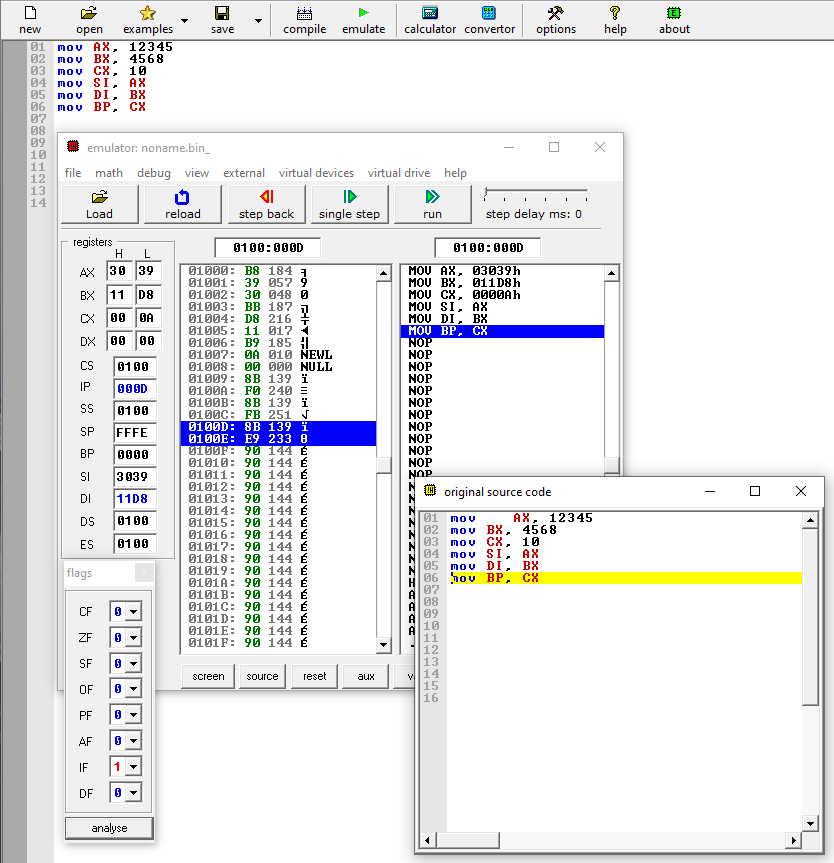 new open examples save compile emulate calculator convertor options help about
01 mov AX, 12345
02 mov BX, 4568
03 mov CX, 10
04 mov SI, AX
05 mov DI, BX
06 mov BP, CX
07
08
09
10
11
12
13
14
emulator: noname.bin_
file math debug view external virtual devices virtual drive help
Load reload step back single step run step delay ms: 0
registers
H L
AX 30 39
BX 11 D8
CX 00 0A
DX 00 00
CS 0100
IP 000D
SS 0100
SP FFFE
BP 0000
SI 3039
DI 11D8
DS 0100
ES 0100
0100:000D
01000: B8 184 ╕
01001: 39 057 9
01002: 30 048 0
01003: BB 187 ╗
01004: D8 216 ╪
01005: 11 017 ◄
01006: B9 185 ╣
01007: 0A 010 NEWL
01008: 00 000 NULL
01009: 8B 139 ï
0100A: F0 240 ≡
0100B: 8B 139 ï
0100C: FB 251 √
0100D: 8B 139 ï
0100E: E9 233 θ
0100F: 90 144 É
01010: 90 144 É
01011: 90 144 É
01012: 90 144 É
01013: 90 144 É
01014: 90 144 É
01015: 90 144 É
01016: 90 144 É
01017: 90 144 É
01018: 90 144 É
01019: 90 144 É
0101A: 90 144 É
0101B: 90 144 É
0101C: 90 144 É
0101D: 90 144 É
0101E: 90 144 É
0101F: 90 144 É
0100:000D
MOV AX, 03039h
MOV BX, 011D8h
MOV CX, 0000Ah
MOV SI, AX
MOV DI, BX
MOV BP, CX
NOP
NOP
NOP
NOP
NOP
NOP
NOP
NOP
NOP
NOP
NOP
screen source reset aux
flags
CF 0
ZF 0
SF 0
OF 0
PF 0
AF 0
IF 1
DF 0
analyse
original source code
01 mov AX, 12345
02 mov BX, 4568
03 mov CX, 10
04 mov SI, AX
05 mov DI, BX
06 mov BP, CX
07
08
09
10
11
12
13
14
15
16